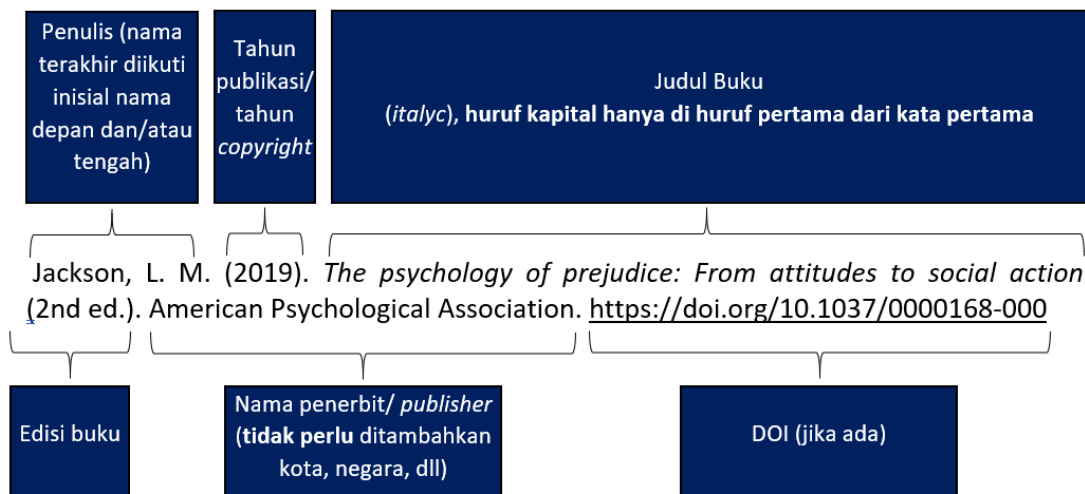 Penulis (nama
terakhir diikuti
inisial nama
depan dan/atau
tengah)
Tahun
publikasi/
tahun
copyright
Judul Buku
(italyc), huruf kapital hanya di huruf pertama dari kata pertama
Jackson, L. M. (2019). The psychology of prejudice: From attitudes to social action
(2nd ed.). American Psychological Association. https://doi.org/10.1037/0000168-000
Edisi buku
Nama penerbit/ publisher
(tidak perlu ditambahkan
kota, negara, dll)
DOI (jika ada)